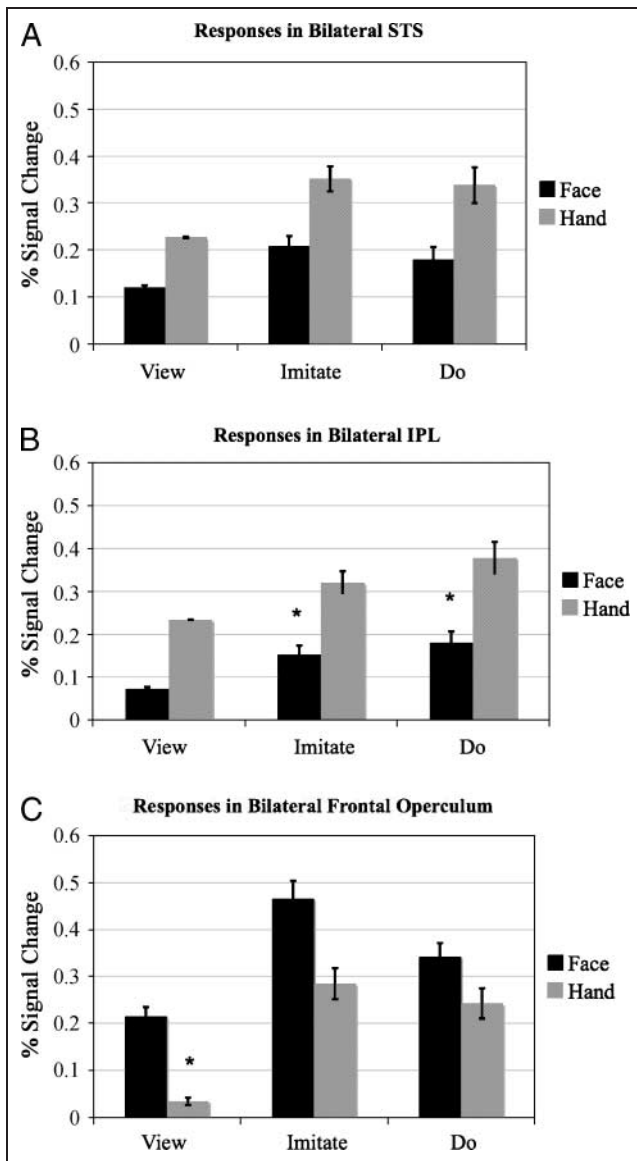 A
Responses in Bilateral STS
% Signal Change
0.6
0.5
0.4
0.3
0.2
0.1
0
View Imitate Do
Face
Hand
B
Responses in Bilateral IPL
% Signal Change
0.6
0.5
0.4
0.3
0.2
0.1
0
* *
View Imitate Do
Face
Hand
C
Responses in Bilateral Frontal Operculum
% Signal Change
0.6
0.5
0.4
0.3
0.2
0.1
0
*
View Imitate Do
Face
Hand